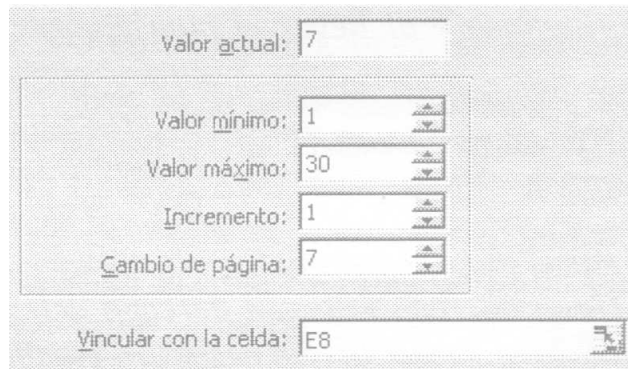 Valor actual: 7
Valor mínimo: 1
Valor máximo: 30
Incremento: 1
Cambio de página: 7
Vincular con la celda: E8